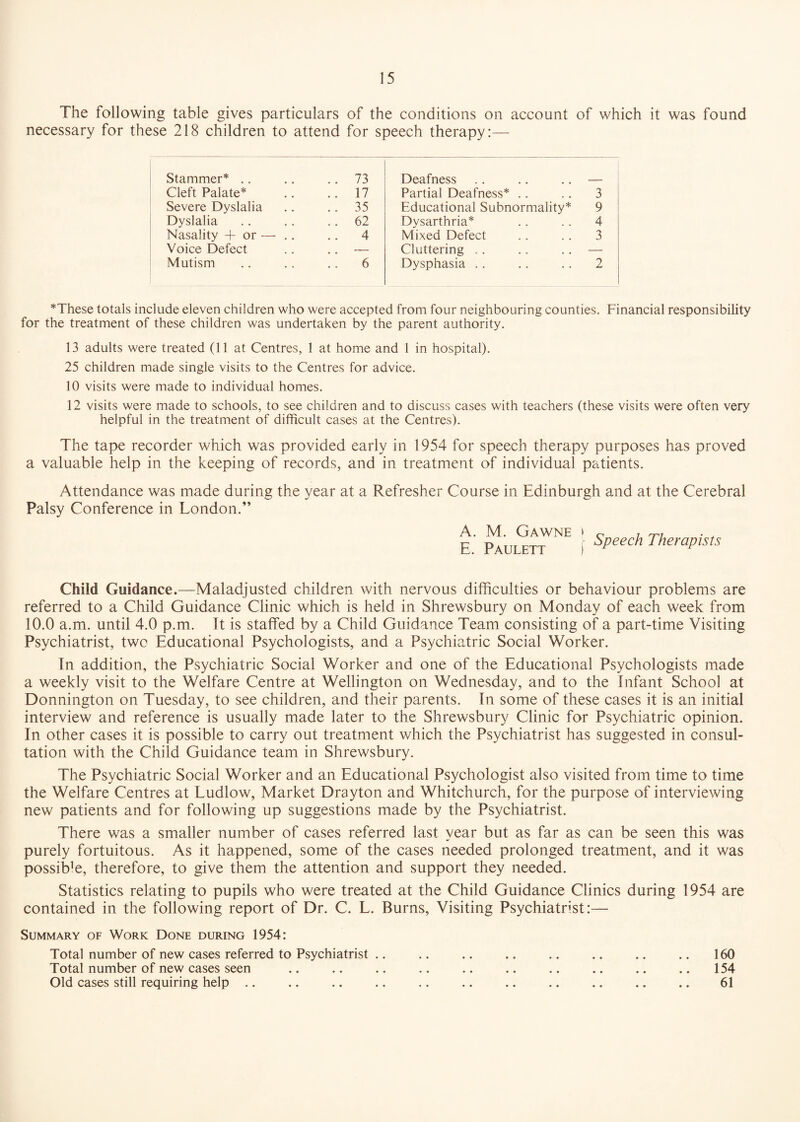 15
The following table gives particulars of the conditions on account of which it was found
necessary for these 218 children to attend for speech therapy:—
Stammer* .. .. .. 73 Deafness .. .. .. —
Cleft Palate* .. .. 17 Partial Deafness* .. .. 3
Severe Dyslalia .. .. 35 Educational Subnormality* 9
Dyslalia .. .. .. 62 Dysarthria* .. .. 4
Nasality + or — .. .. 4 Mixed Defect .. .. 3
Voice Defect .. .. — Cluttering .. .. .. —
Mutism .. .. .. 6 Dysphasia .. .. .. 2
*These totals include eleven children who were accepted from four neighbouring counties. Financial responsibility
for the treatment of these children was undertaken by the parent authority.
13 adults were treated (11 at Centres, 1 at home and 1 in hospital).
25 children made single visits to the Centres for advice.
10 visits were made to individual homes.
12 visits were made to schools, to see children and to discuss cases with teachers (these visits were often very
helpful in the treatment of difficult cases at the Centres).
The tape recorder which was provided early in 1954 for speech therapy purposes has proved
a valuable help in the keeping of records, and in treatment of individual patients.
Attendance was made during the year at a Refresher Course in Edinburgh and at the Cerebral
Palsy Conference in London.”
A. M. Gawne
E. Paulett } Speech Therapists
Child Guidance.—Maladjusted children with nervous difficulties or behaviour problems are
referred to a Child Guidance Clinic which is held in Shrewsbury on Monday of each week from
10.0 a.m. until 4.0 p.m. It is staffed by a Child Guidance Team consisting of a part-time Visiting
Psychiatrist, two Educational Psychologists, and a Psychiatric Social Worker.
In addition, the Psychiatric Social Worker and one of the Educational Psychologists made
a weekly visit to the Welfare Centre at Wellington on Wednesday, and to the Infant School at
Donnington on Tuesday, to see children, and their parents. In some of these cases it is an initial
interview and reference is usually made later to the Shrewsbury Clinic for Psychiatric opinion.
In other cases it is possible to carry out treatment which the Psychiatrist has suggested in consul-
tation with the Child Guidance team in Shrewsbury.
The Psychiatric Social Worker and an Educational Psychologist also visited from time to time
the Welfare Centres at Ludlow, Market Drayton and Whitchurch, for the purpose of interviewing
new patients and for following up suggestions made by the Psychiatrist.
There was a smaller number of cases referred last year but as far as can be seen this was
purely fortuitous. As it happened, some of the cases needed prolonged treatment, and it was
possible, therefore, to give them the attention and support they needed.
Statistics relating to pupils who were treated at the Child Guidance Clinics during 1954 are
contained in the following report of Dr. C. L. Burns, Visiting Psychiatrist:—
Summary of Work Done during 1954:
Total number of new cases referred to Psychiatrist .. .. .. .. .. .. .. .. 160
Total number of new cases seen .. .. .. .. .. .. .. .. .. .. 154
Old cases still requiring help .. .. .. .. .. .. .. .. .. .. .. 61